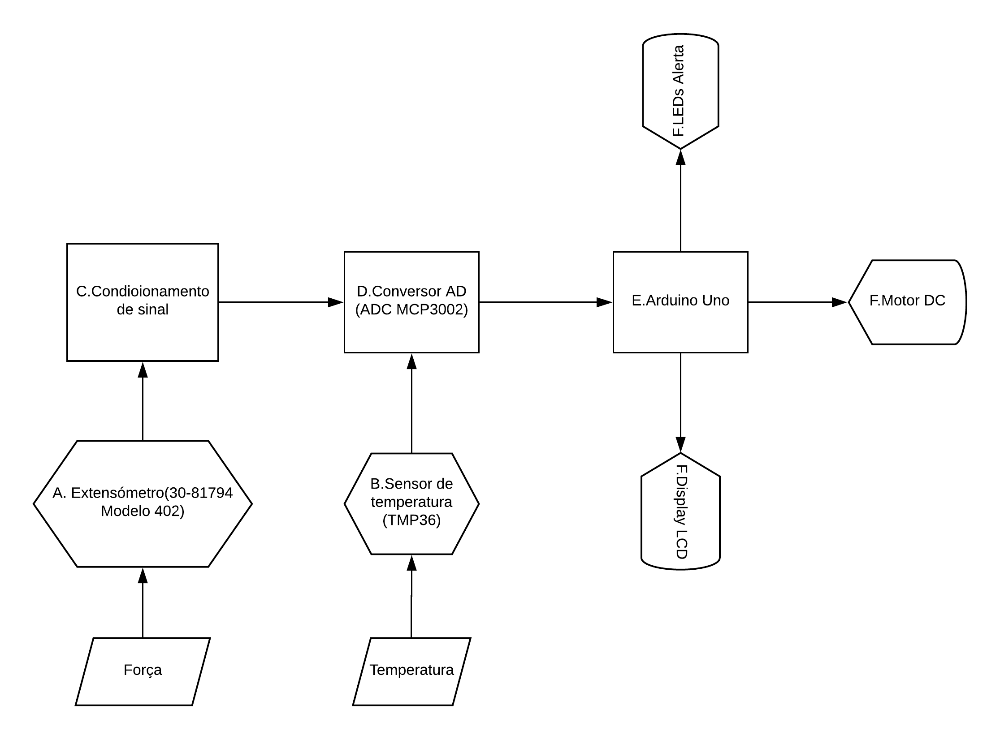 F.LEDs Alerta
C.Condioionamento
de sinal
D.Conversor AD
(ADC MCP3002)
E.Arduino Uno
F.Motor DC
A. Extensómetro(30-81794
Modelo 402)
B.Sensor de
temperatura
(TMP36)
F.Display LCD
Força
Temperatura